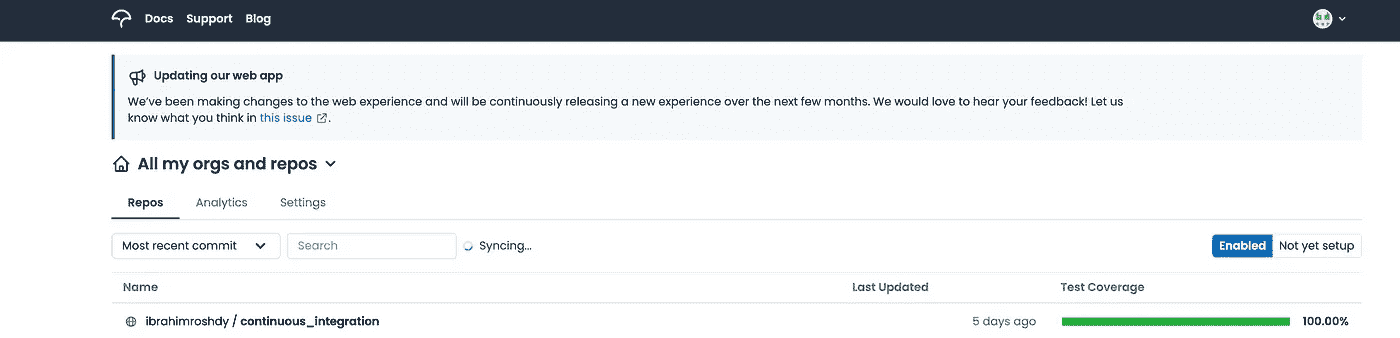 Docs Support Blog
Updating our web app
We've been making changes to the web experience and will be continuously releasing a new experience over the next few months. We would love to hear your feedback! Let us
know what you think in this issue.
All my orgs and repos
Repos Analytics Settings
Most recent commit Search Syncing... Enabled Not yet setup
Name Last Updated Test Coverage
ibrahimroshdy / continuous_integration 5 days ago 100.00%